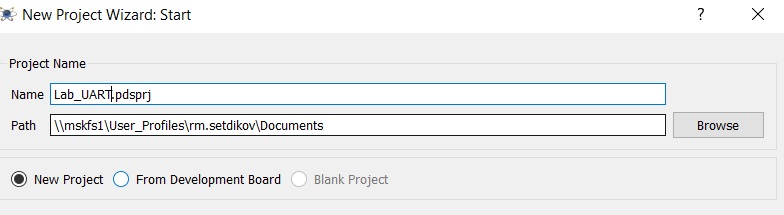 New Project Wizard: Start ? ×
Project Name
Name Lab_UART.pdsprj
Path \\mskfs1\User_Profiles\rm.setdikov\Documents Browse
New Project From Development Board Blank Project